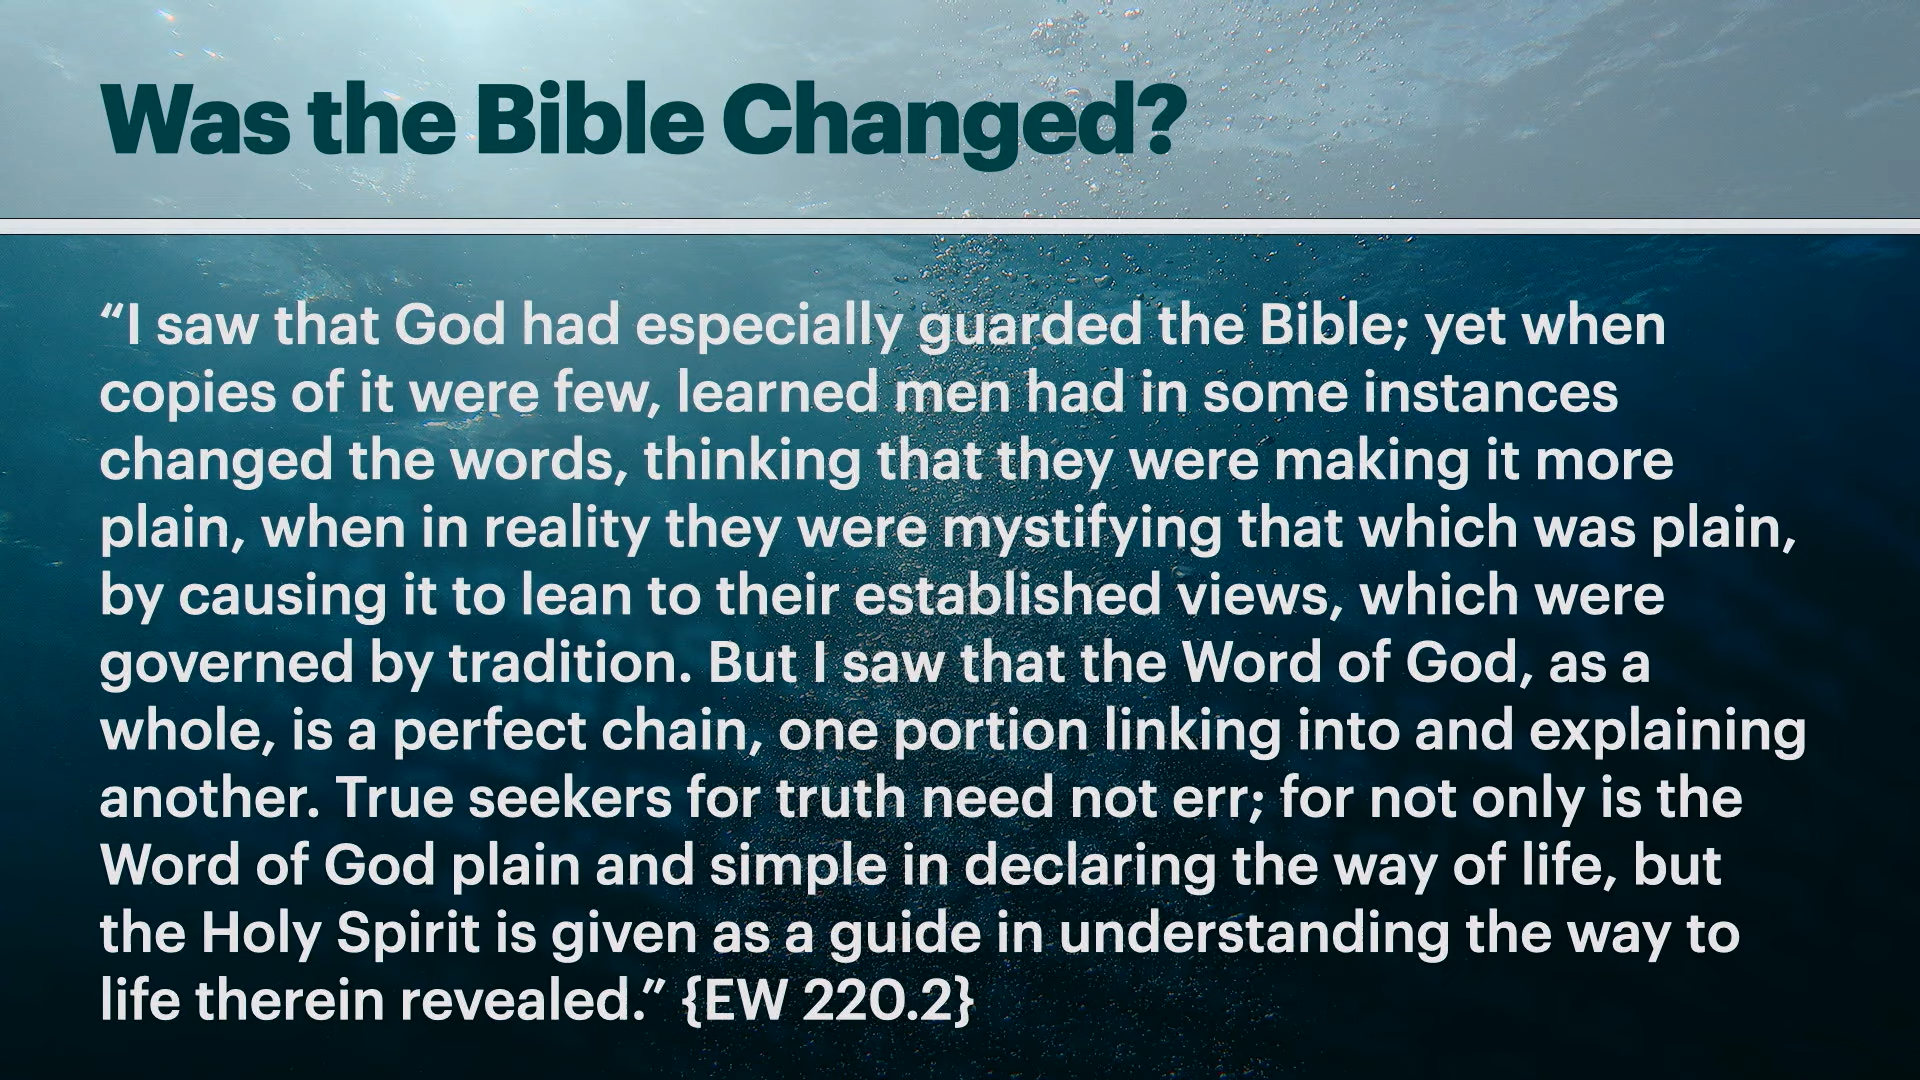 Was the Bible Changed?
“I saw that God had especially guarded the Bible; yet when
copies of it were few, learned men had in some instances
changed the words, thinking that they were making it more
plain, when in reality they were mystifying that which was plain,
by causing it to lean to their established views, which were
governed by tradition. But I saw that the Word of God, as a
whole, is a perfect chain, one portion linking into and explaining
another. True seekers for truth need not err; for not only is the
Word of God plain and simple in declaring the way of life, but
the Holy Spirit is given as a guide in understanding the way to
life therein revealed.” {EW 220.2}